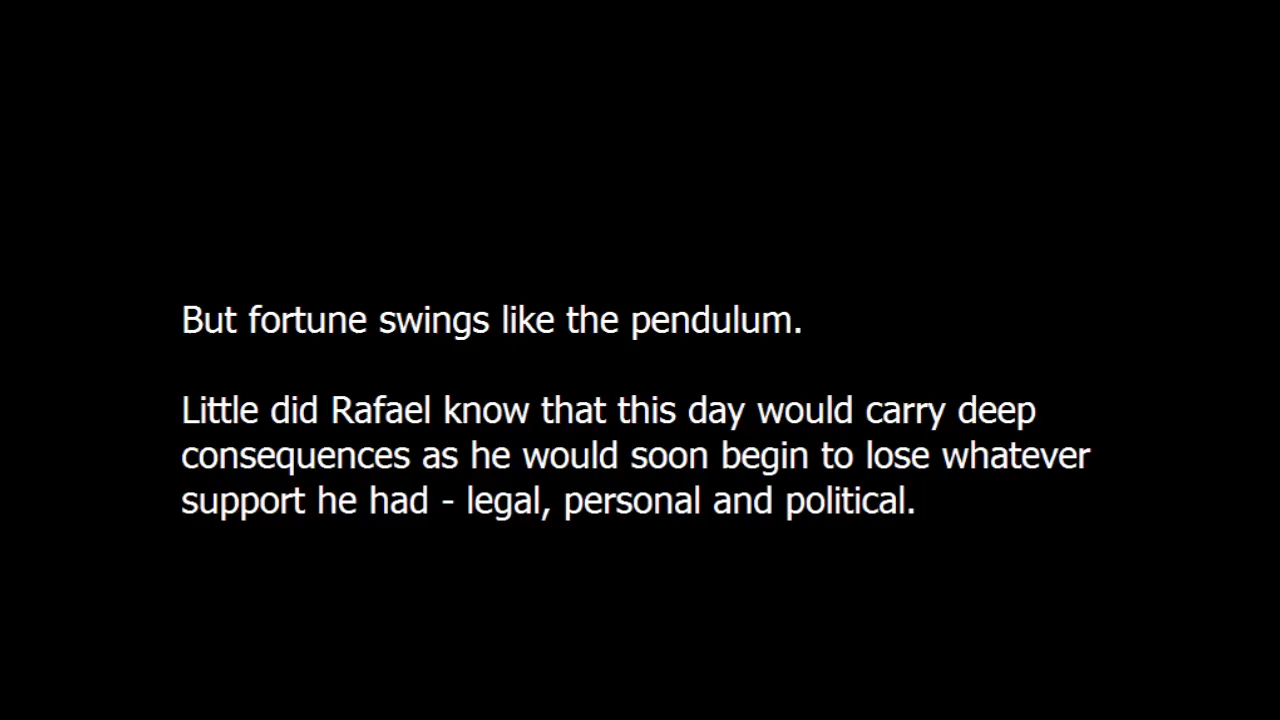 But fortune swings like the pendulum.
Little did Rafael know that this day would carry deep
consequences as he would soon begin to lose whatever
support he had - legal, personal and political.